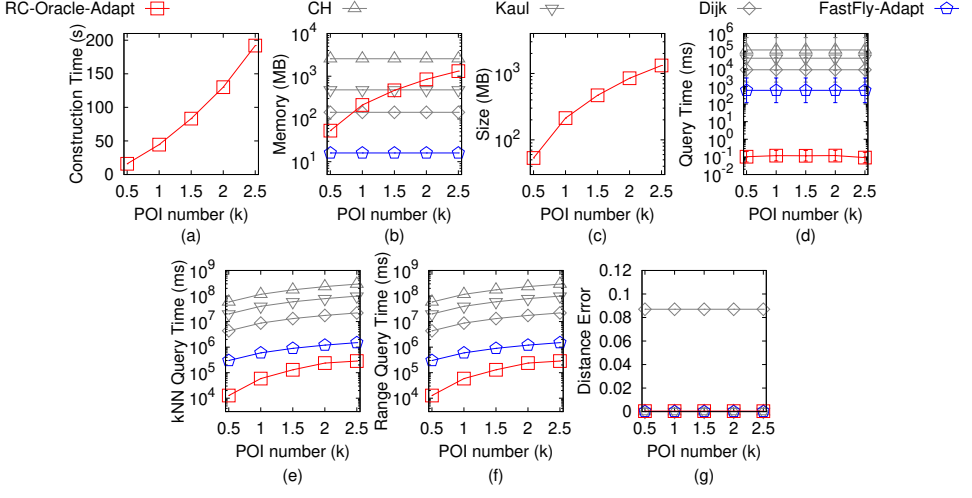 RC-Oracle-Adapt CH Kaul Dijk FastFly-Adapt
Construction Time (s)
200
150
100
50
0
0.5 1 1.5 2 2.5
POI number (k)
(a)
Memory (MB)
10^4
10^3
10^2
10^1
0.5 1 1.5 2 2.5
POI number (k)
(b)
Size (MB)
10^3
10^2
0.5 1 1.5 2 2.5
POI number (k)
(c)
Query Time (ms)
10^6
10^5
10^4
10^3
10^2
10^1
10^0
10^-1
10^-2
0.5 1 1.5 2 2.5
POI number (k)
(d)
kNN Query Time (ms)
10^9
10^8
10^7
10^6
10^5
10^4
0.5 1 1.5 2 2.5
POI number (k)
(e)
Range Query Time (ms)
10^9
10^8
10^7
10^6
10^5
10^4
0.5 1 1.5 2 2.5
POI number (k)
(f)
Distance Error
0.12
0.1
0.08
0.06
0.04
0.02
0
0.5 1 1.5 2 2.5
POI number (k)
(g)